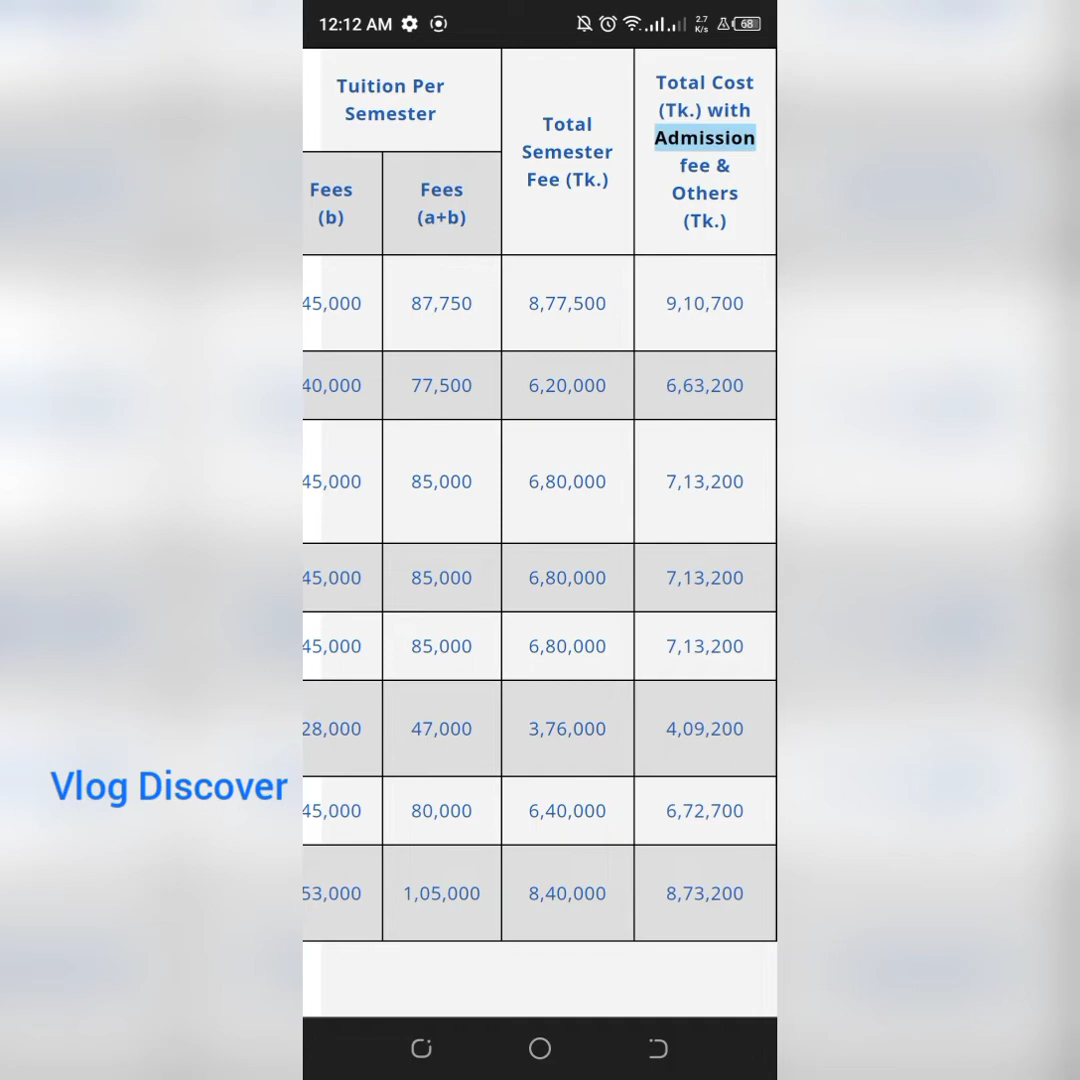 12:12 AM 2.7 K/s 68
Tuition Per
Semester
Total
Semester
Fee (Tk.)
Total Cost
(Tk.) with
Admission
fee &
Others
(Tk.)
Fees
(b)
Fees
(a+b)
45,000 87,750 8,77,500 9,10,700
40,000 77,500 6,20,000 6,63,200
45,000 85,000 6,80,000 7,13,200
45,000 85,000 6,80,000 7,13,200
45,000 85,000 6,80,000 7,13,200
28,000 47,000 3,76,000 4,09,200
45,000 80,000 6,40,000 6,72,700
53,000 1,05,000 8,40,000 8,73,200
Vlog Discover